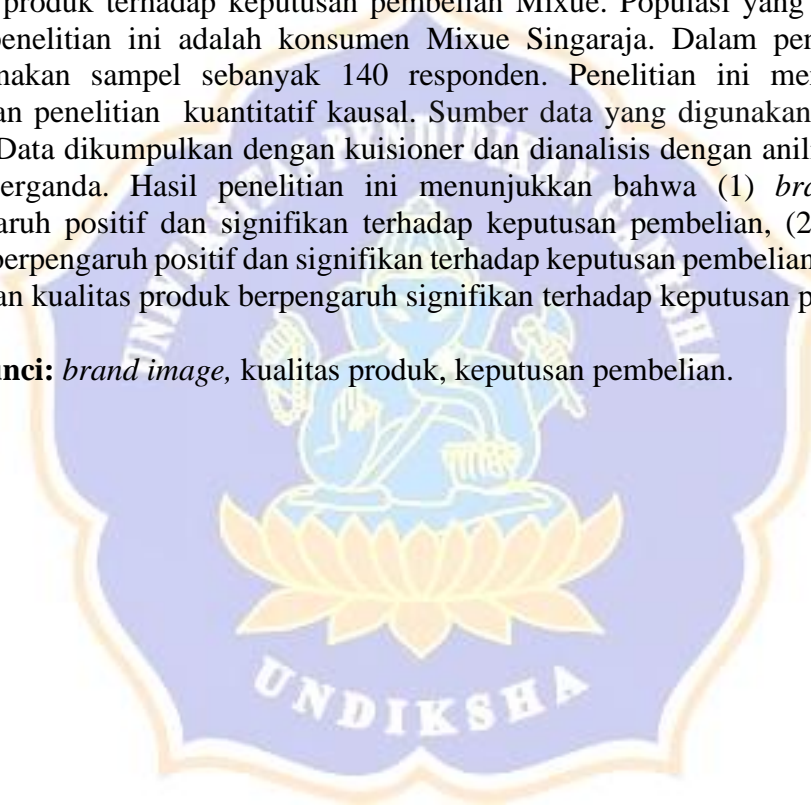 produk terhadap keputusan pembelian Mixue. Populasi yang
penelitian ini adalah konsumen Mixue Singaraja. Dalam pen
nakan sampel sebanyak 140 responden. Penelitian ini me
an penelitian kuantitatif kausal. Sumber data yang digunakan
Data dikumpulkan dengan kuisioner dan dianalisis dengan anil
erganda. Hasil penelitian ini menunjukkan bahwa (1) bra
aruh positif dan signifikan terhadap keputusan pembelian, (2
berpengaruh positif dan signifikan terhadap keputusan pembelian
an kualitas produk berpengaruh signifikan terhadap keputusan p
unci: brand image, kualitas produk, keputusan pembelian.
UNIVERSITAS PENDIDIKAN GANESHA
UNDIKSHA